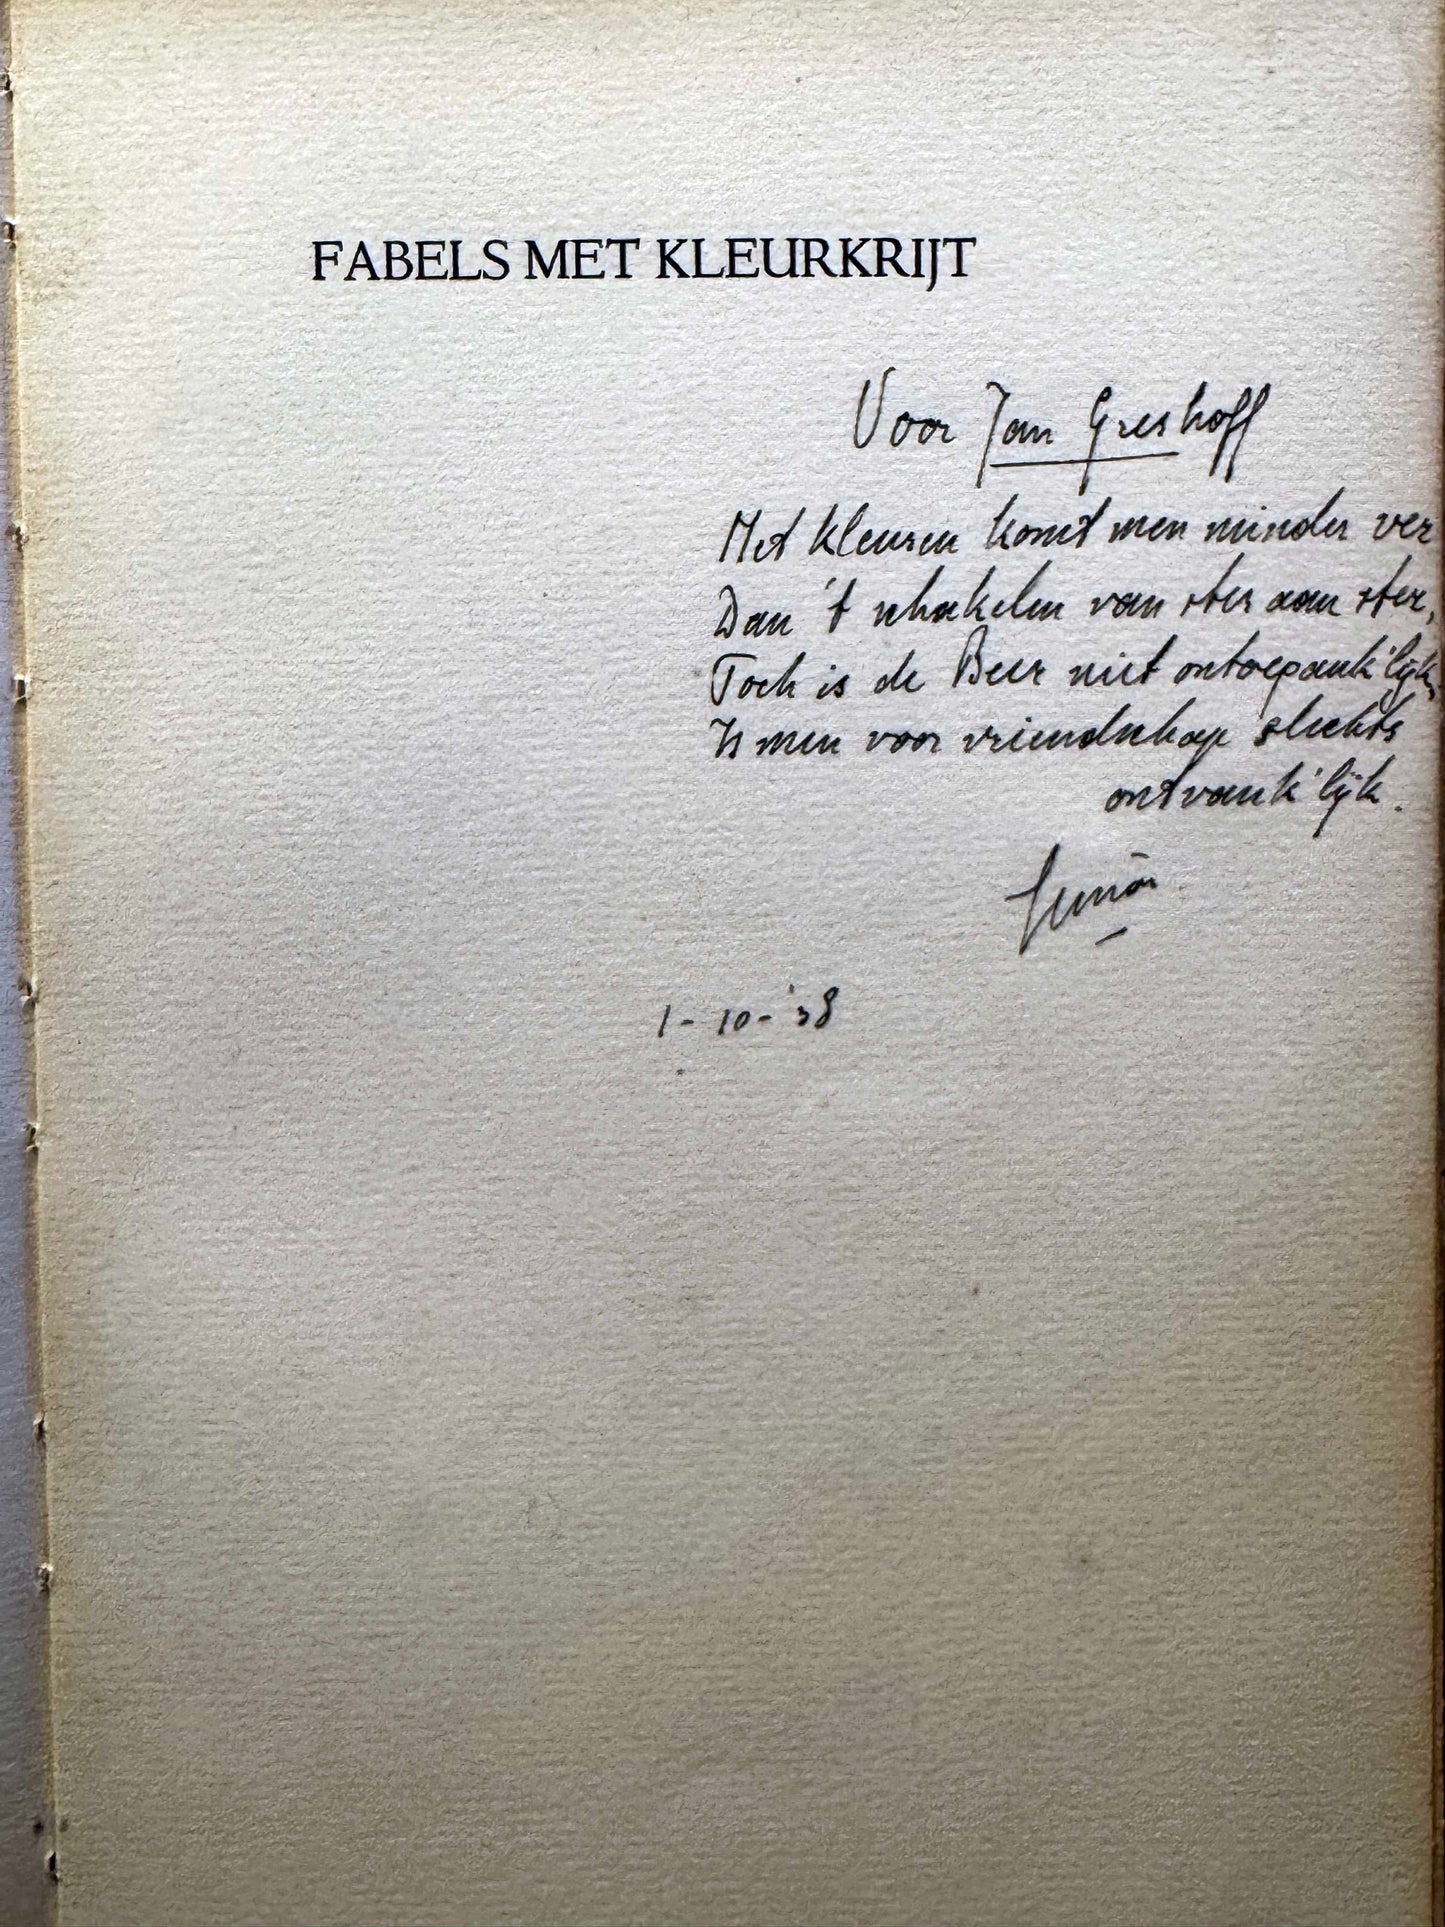 FABELS MET KLEURKRIJT
Voor Jan Greshoff
Met kleuren komt men minder ver
Dan 't schakelen van ster aan ster,
Toch is de Beer niet ontoegank'lijk,
Is men voor vriendschap slechts
ontvank'lijk.
1-10-'38